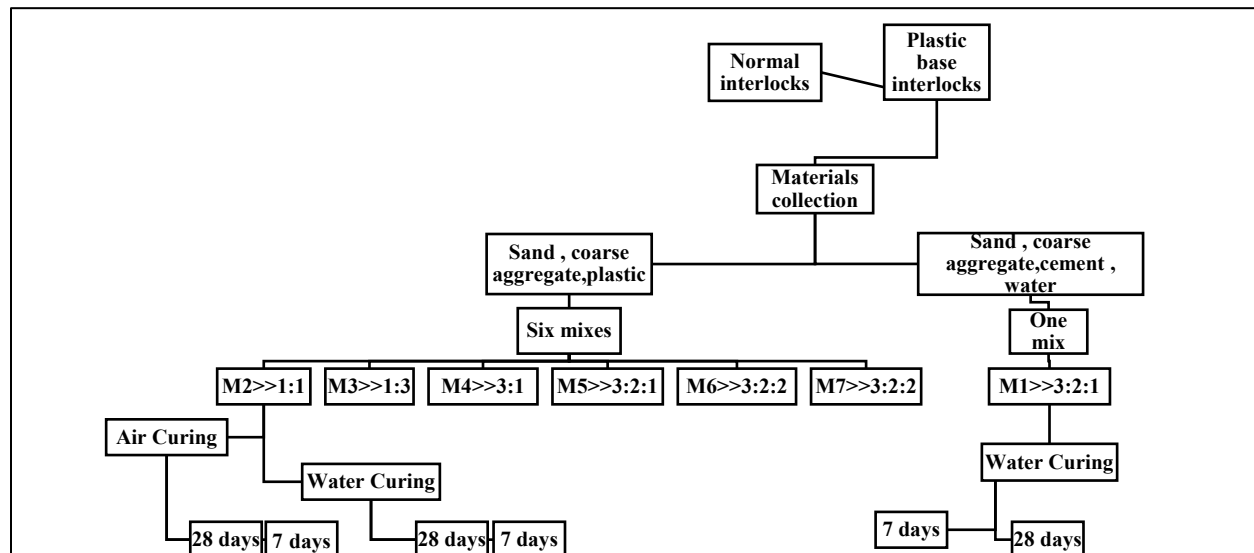 Plastic
base
interlocks
Normal
interlocks
Materials
collection
Sand , coarse
aggregate,plastic
Sand , coarse
aggregate,cement ,
water
Six mixes
One
mix
M2>>1:1
M3>>1:3
M4>>3:1
M5>>3:2:1
M6>>3:2:2
M7>>3:2:2
M1>>3:2:1
Air Curing
Water Curing
Water Curing
28 days
7 days
28 days
7 days
7 days
28 days